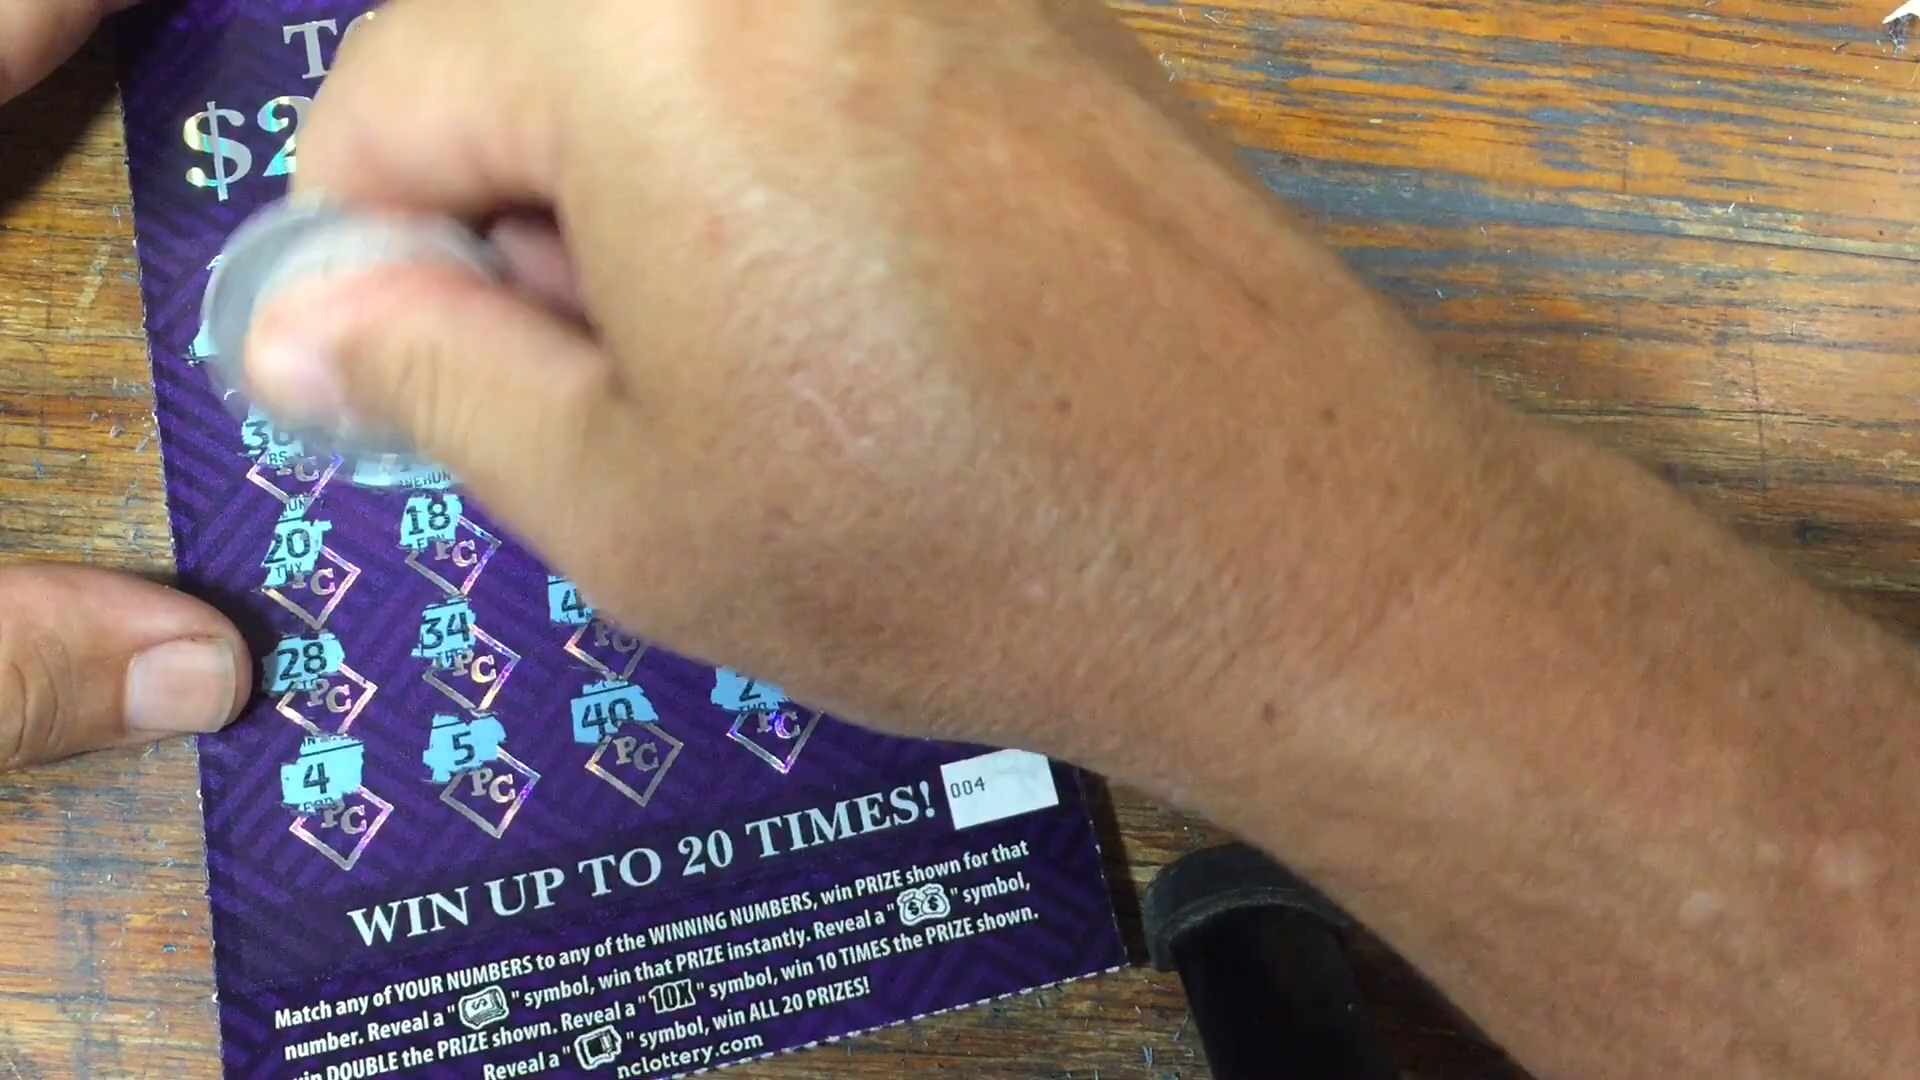 $2
20
18
28
34
4
40
2
4
5
PC
004
WIN UP TO 20 TIMES!
Match any of YOUR NUMBERS to any of the WINNING NUMBERS, win PRIZE shown for that
number. Reveal a " " symbol, win that PRIZE instantly. Reveal a " " symbol,
win DOUBLE the PRIZE shown. Reveal a " 10X " symbol, win 10 TIMES the PRIZE shown.
Reveal a " " symbol, win ALL 20 PRIZES!
nclottery.com